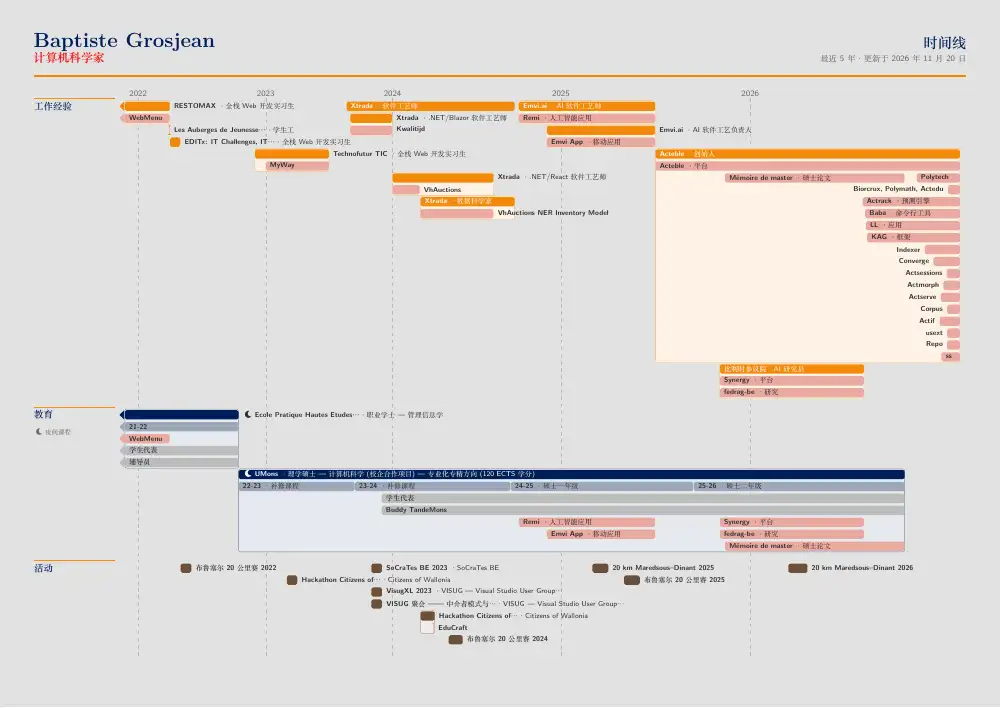 Baptiste Grosjean
时间线
计算机科学家
最近 5 年 · 更新于 2026 年 11 月 20 日
2022 2023 2024 2025 2026
工作经验
RESTOMAX · 全栈 Web 开发实习生
Xtrada 软件工艺师
Emvi.ai AI 软件工艺师
WebMenu
Xtrada · .NET/Blazor 软件工艺师
Remi · 人工智能应用
Les Auberges de Jeunesse··· · 学生工
Kwalitijd
Emvi.ai · AI 软件工艺负责人
EDITx: IT Challenges, IT··· · 全栈 Web 开发实习生
Emvi App · 移动应用
Technofutur TIC · 全栈 Web 开发实习生
Acteble · 创始人
MyWay
Acteble · 平台
Xtrada · .NET/React 软件工艺师
Mémoire de master · 硕士论文
Polytech
VhAuctions
Biorcrux, Polymath, Actedu
Xtrada · 数据科学家
Actrack · 预测引擎
VhAuctions NER Inventory Model
Baba 命令行工具
LL · 应用
KAG · 框架
Indexer
Converge
Actsessions
Actmorph
Actserve
Corpus
Actif
usext
Repo
ss
比利时参议院 AI 研究员
Synergy · 平台
fedrag-be · 研究
教育
Ecole Pratique Hautes Etudes··· · 职业学士 — 管理信息学
21-22
夜间课程
WebMenu
学生代表
辅导员
UMons · 理学硕士 — 计算机科学 (校企合作项目) — 专业化专精方向 (120 ECTS 学分)
22-23 · 补修课程
23-24 · 补修课程
24-25 · 硕士一年级
25-26 · 硕士二年级
学生代表
Buddy TandeMons
Remi · 人工智能应用
Synergy · 平台
Emvi App · 移动应用
fedrag-be · 研究
Mémoire de master · 硕士论文
活动
布鲁塞尔 20 公里赛 2022
SoCraTes BE 2023 · SoCraTes BE
20 km Maredsous–Dinant 2025
20 km Maredsous–Dinant 2026
Hackathon Citizens of··· · Citizens of Wallonia
布鲁塞尔 20 公里赛 2025
VisugXL 2023 · VISUG — Visual Studio User Group···
VISUG 聚会 —— 中介者模式与··· · VISUG — Visual Studio User Group···
Hackathon Citizens of··· · Citizens of Wallonia
EduCraft
布鲁塞尔 20 公里赛 2024